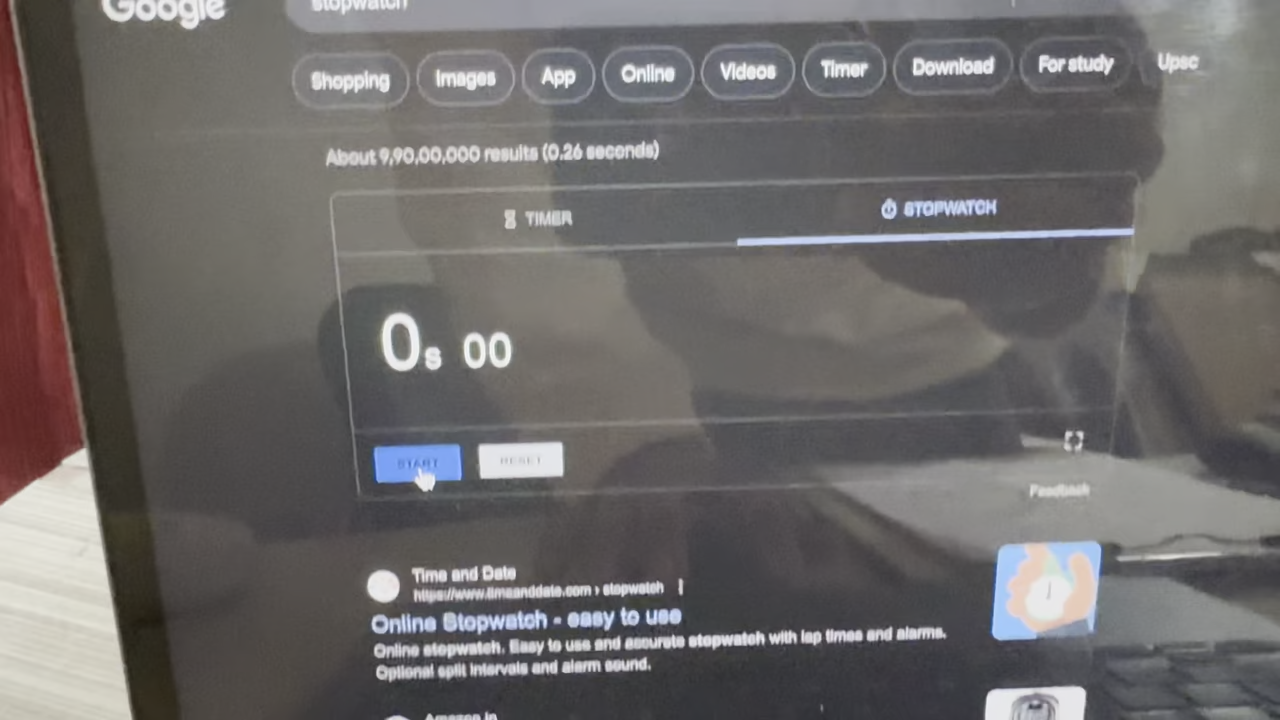 Google
stopwatch
Shopping Images App Online Videos Timer Download For study Upsc
About 9,90,00,000 results (0.26 seconds)
TIMER STOPWATCH
0s 00
START RESET
Feedback
Time and Date
https://www.timeanddate.com › stopwatch
Online Stopwatch - easy to use
Online stopwatch. Easy to use and accurate stopwatch with lap times and alarms.
Optional split intervals and alarm sound.
Amazon.in